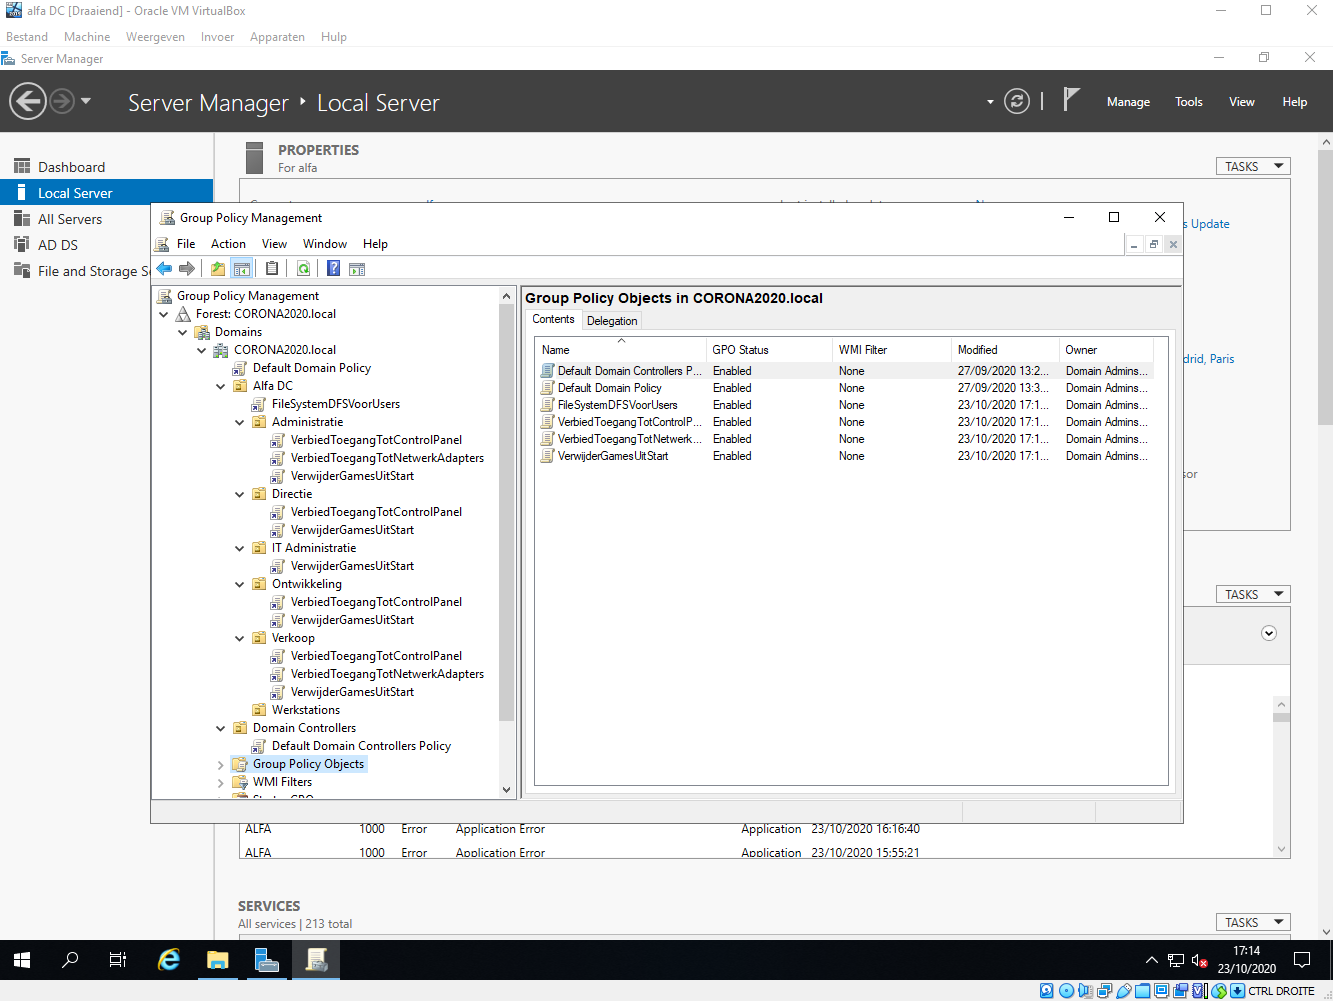 alfa DC [Draaiend] - Oracle VM VirtualBox
Bestand Machine Weergeven Invoer Apparaten Hulp
Server Manager
Server Manager Local Server
Manage Tools View Help
Dashboard
Local Server
All Servers
AD DS
File and Storage S
PROPERTIES
For alfa
TASKS
s Update
drid, Paris
sor
TASKS
Group Policy Management
File Action View Window Help
Group Policy Management
Forest: CORONA2020.local
Domains
CORONA2020.local
Default Domain Policy
Alfa DC
FileSystemDFSVoorUsers
Administratie
VerbiedToegangTotControlPanel
VerbiedToegangTotNetwerkAdapters
VerwijderGamesUitStart
Directie
VerbiedToegangTotControlPanel
VerwijderGamesUitStart
IT Administratie
VerwijderGamesUitStart
Ontwikkeling
VerbiedToegangTotControlPanel
VerwijderGamesUitStart
Verkoop
VerbiedToegangTotControlPanel
VerbiedToegangTotNetwerkAdapters
VerwijderGamesUitStart
Werkstations
Domain Controllers
Default Domain Controllers Policy
Group Policy Objects
WMI Filters
Group Policy Objects in CORONA2020.local
Contents Delegation
Name GPO Status WMI Filter Modified Owner
Default Domain Controllers P... Enabled None 27/09/2020 13:2... Domain Admins...
Default Domain Policy Enabled None 27/09/2020 13:3... Domain Admins...
FileSystemDFSVoorUsers Enabled None 23/10/2020 17:1... Domain Admins...
VerbiedToegangTotControlP... Enabled None 23/10/2020 17:1... Domain Admins...
VerbiedToegangTotNetwerk... Enabled None 23/10/2020 17:1... Domain Admins...
VerwijderGamesUitStart Enabled None 23/10/2020 17:1... Domain Admins...
ALFA 1000 Error Application Error Application 23/10/2020 16:16:40
ALFA 1000 Error Application Error Application 23/10/2020 15:55:21
SERVICES
All services | 213 total
TASKS
17:14
23/10/2020
CTRL DROITE